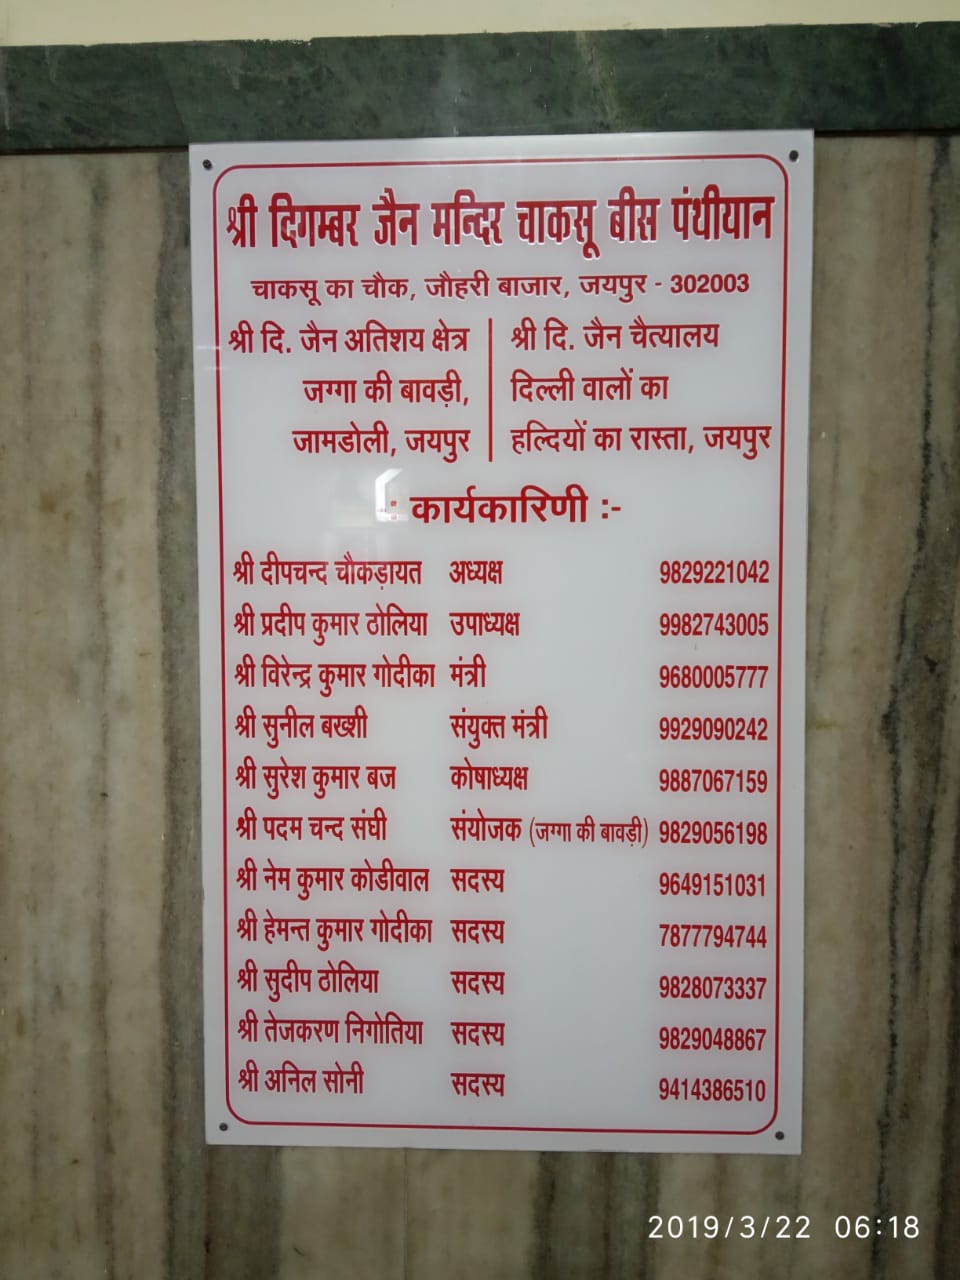 श्री दिगम्बर जैन मन्दिर चाकसू बीस पंथीयान
चाकसू का चौक, जौहरी बाजार, जयपुर - 302003
श्री दि. जैन अतिशय क्षेत्र
जग्गा की बावड़ी,
जामडोली, जयपुर
श्री दि. जैन चैत्यालय
दिल्ली वालों का
हल्दियों का रास्ता, जयपुर
-: कार्यकारिणी :-
श्री दीपचन्द चौकड़ायत अध्यक्ष 9829221042
श्री प्रदीप कुमार ठोलिया उपाध्यक्ष 9982743005
श्री विरेन्द्र कुमार गोदीका मंत्री 9680005777
श्री सुनील बख्शी संयुक्त मंत्री 9929090242
श्री सुरेश कुमार बज कोषाध्यक्ष 9887067159
श्री पदम चन्द संघी संयोजक (जग्गा की बावड़ी) 9829056198
श्री नेम कुमार कोडीवाल सदस्य 9649151031
श्री हेमन्त कुमार गोदीका सदस्य 7877794744
श्री सुदीप ठोलिया सदस्य 9828073337
श्री तेजकरण निगोतिया सदस्य 9829048867
श्री अनिल सोनी सदस्य 9414386510
2019/3/22 06:18